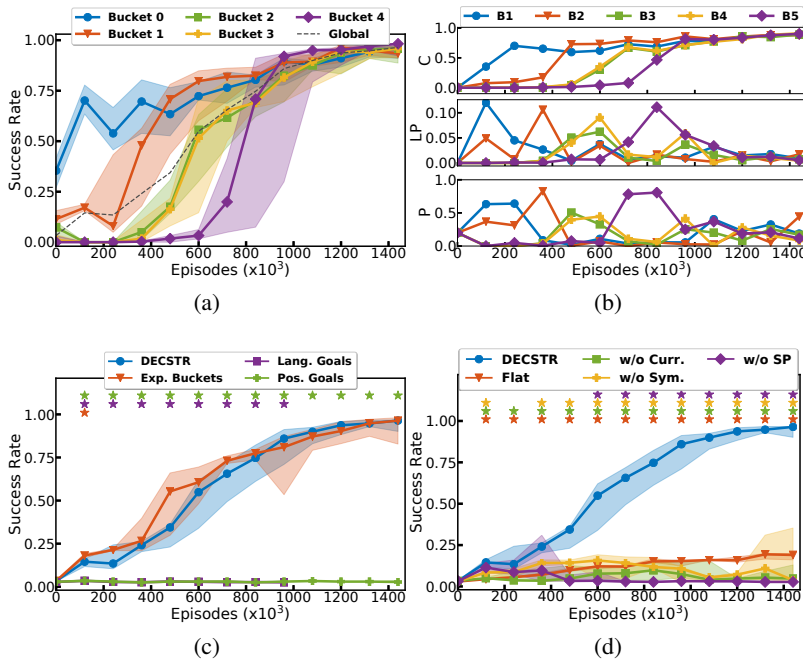 Bucket 0 Bucket 2 Bucket 4
Bucket 1 Bucket 3 Global
Success Rate
1.00
0.75
0.50
0.25
0.00
0 200 400 600 800 1000 1200 1400
Episodes (x10³)
(a)
B1 B2 B3 B4 B5
C
1.0
0.5
0.0
LP
0.10
0.05
0.00
P
1.0
0.5
0.0
0 200 400 600 800 1000 1200 1400
Episodes (x10³)
(b)
DECSTR Lang. Goals
Exp. Buckets Pos. Goals
Success Rate
1.00
0.75
0.50
0.25
0.00
0 200 400 600 800 1000 1200 1400
Episodes (x10³)
(c)
DECSTR w/o Curr. w/o SP
Flat w/o Sym.
Success Rate
1.00
0.75
0.50
0.25
0.00
0 200 400 600 800 1000 1200 1400
Episodes (x10³)
(d)